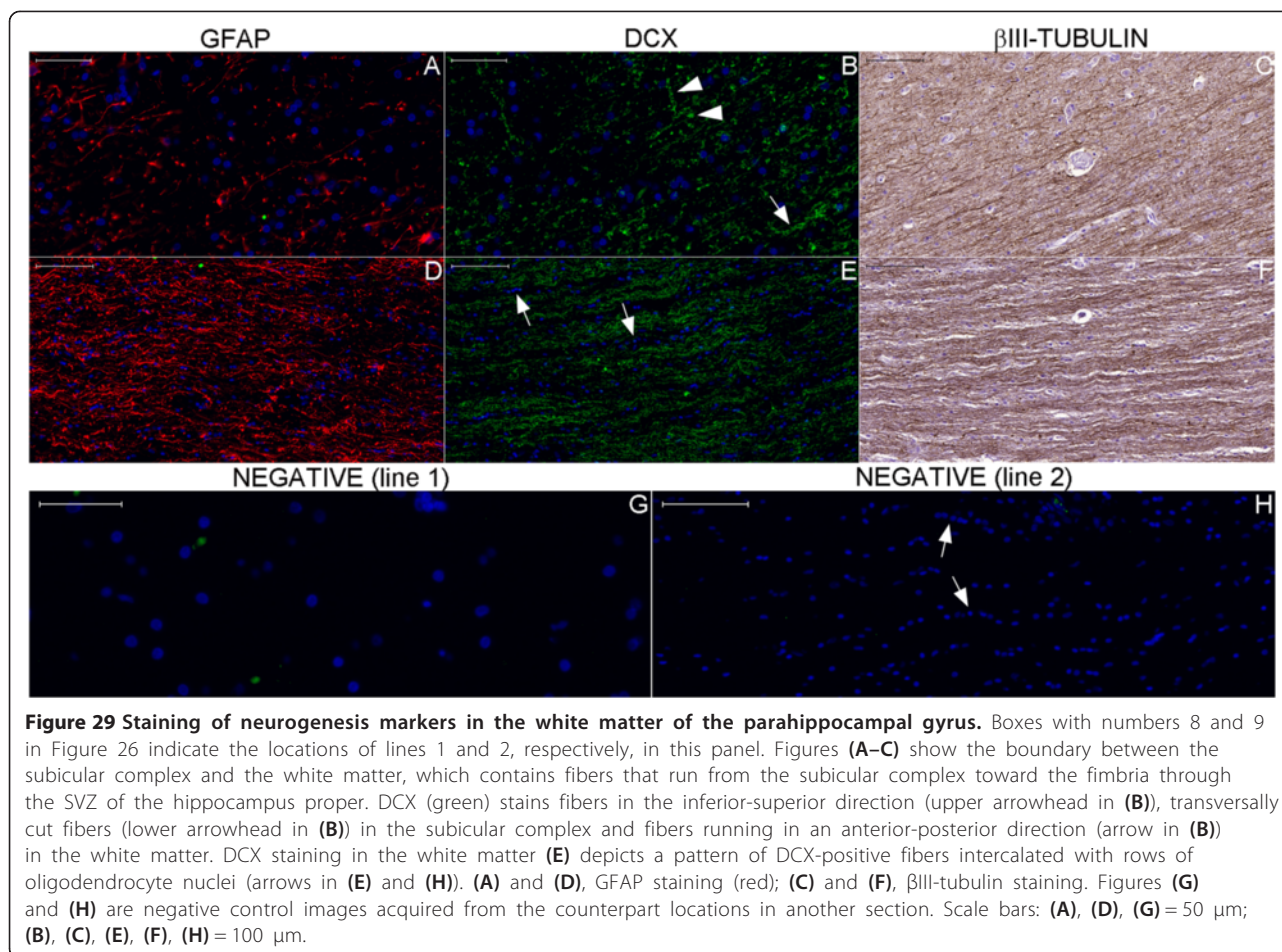 GFAP DCX βIII-TUBULIN
A B C
D E F
NEGATIVE (line 1) NEGATIVE (line 2)
G H
Figure 29 Staining of neurogenesis markers in the white matter of the parahippocampal gyrus. Boxes with numbers 8 and 9
in Figure 26 indicate the locations of lines 1 and 2, respectively, in this panel. Figures (A–C) show the boundary between the
subicular complex and the white matter, which contains fibers that run from the subicular complex toward the fimbria through
the SVZ of the hippocampus proper. DCX (green) stains fibers in the inferior-superior direction (upper arrowhead in (B)), transversally
cut fibers (lower arrowhead in (B)) in the subicular complex and fibers running in an anterior-posterior direction (arrow in (B))
in the white matter. DCX staining in the white matter (E) depicts a pattern of DCX-positive fibers intercalated with rows of
oligodendrocyte nuclei (arrows in (E) and (H)). (A) and (D), GFAP staining (red); (C) and (F), βIII-tubulin staining. Figures (G)
and (H) are negative control images acquired from the counterpart locations in another section. Scale bars: (A), (D), (G) = 50 μm;
(B), (C), (E), (F), (H) = 100 μm.